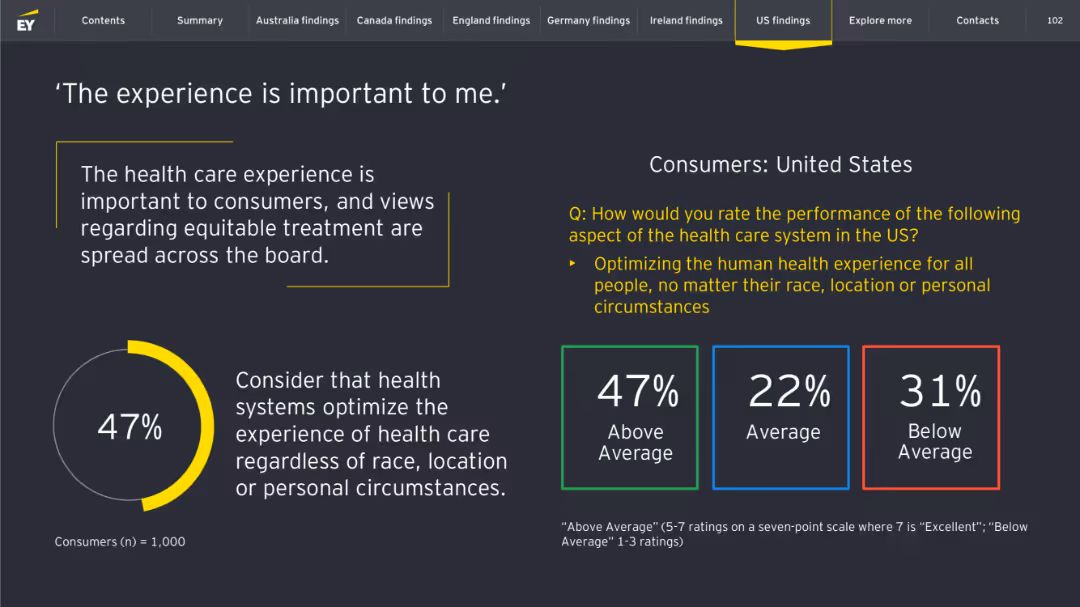 EY
Contents
Summary
Australia findings
Canada findings
England findings
Germany findings
Ireland findings
US findings
Explore more
Contacts
102
‘The experience is important to me.’
The health care experience is
important to consumers, and views
regarding equitable treatment are
spread across the board.
47%
Consider that health
systems optimize the
experience of health care
regardless of race, location
or personal circumstances.
Consumers (n) = 1,000
Consumers: United States
Q: How would you rate the performance of the following
aspect of the health care system in the US?
‣ Optimizing the human health experience for all
people, no matter their race, location or personal
circumstances
47%
Above
Average
22%
Average
31%
Below
Average
“Above Average” (5-7 ratings on a seven-point scale where 7 is “Excellent”; “Below
Average” 1-3 ratings)